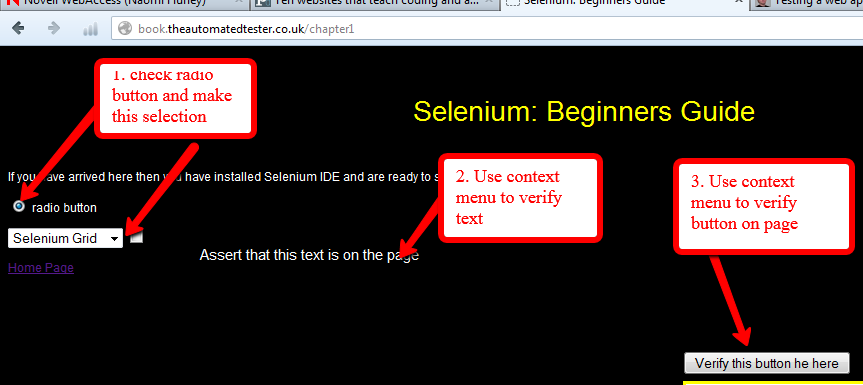 Novell WebAccess (Naomi Hurley)
Ten websites that teach coding and a...
Selenium: Beginners Guide
Testing a web ap
book.theautomatedtester.co.uk/chapter1
1. check radio
button and make
this selection
Selenium: Beginners Guide
If you have arrived here then you have installed Selenium IDE and are ready to s
radio button
2. Use context
menu to verify
text
3. Use context
menu to verify
button on page
Selenium Grid
Assert that this text is on the page
Home Page
Verify this button he here